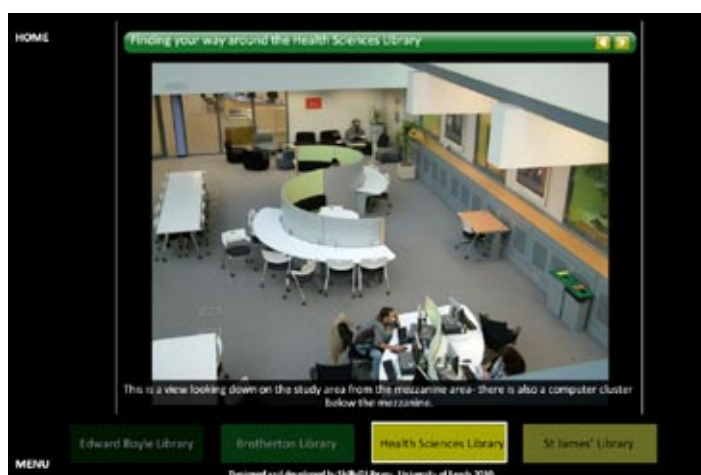 HOME
Finding your way around the Health Sciences Library
This is a view looking down on the study area from the mezzanine area- there is also a computer cluster
below the mezzanine.
Edward Boyle Library
Brotherton Library
Health Sciences Library
St James' Library
MENU
Designed and developed by Skills@Library, University of Leeds 2010